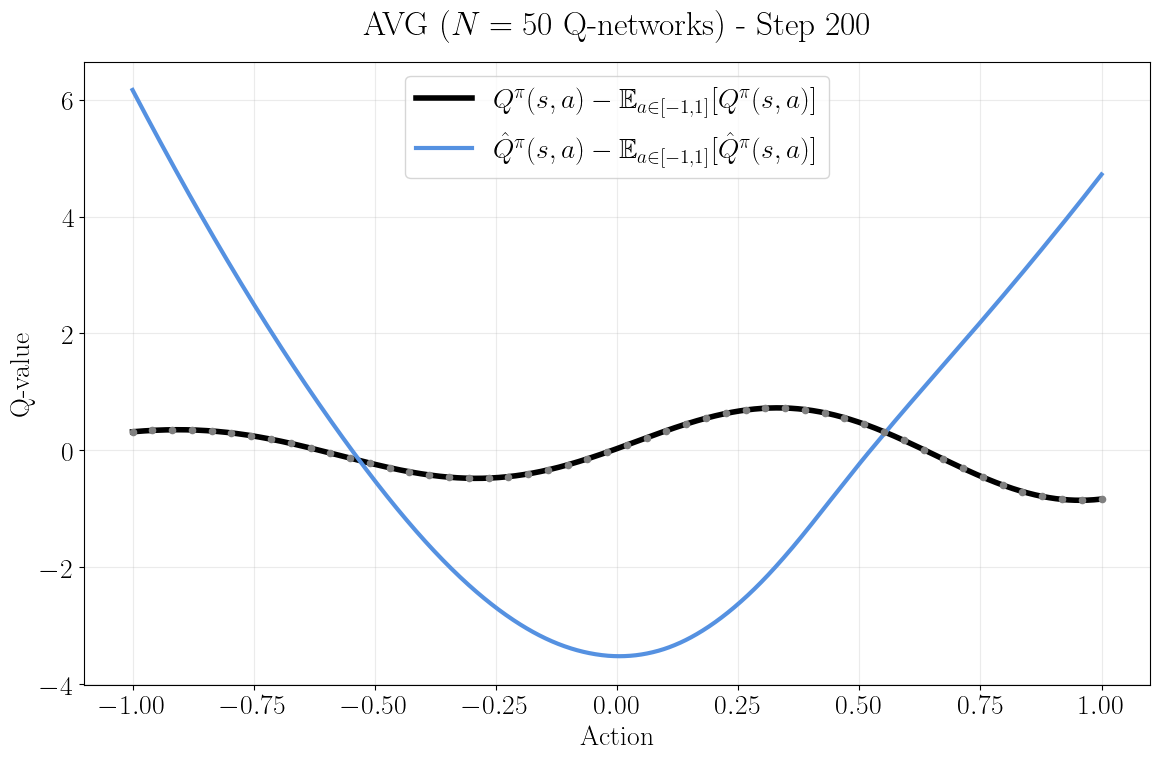 AVG (N = 50 Q-networks) - Step 200
Q^π(s, a) − 𝔼_{a∈[−1,1]}[Q^π(s, a)]
Q̂^π(s, a) − 𝔼_{a∈[−1,1]}[Q̂^π(s, a)]
Q-value
6
4
2
0
−2
−4
−1.00 −0.75 −0.50 −0.25 0.00 0.25 0.50 0.75 1.00
Action